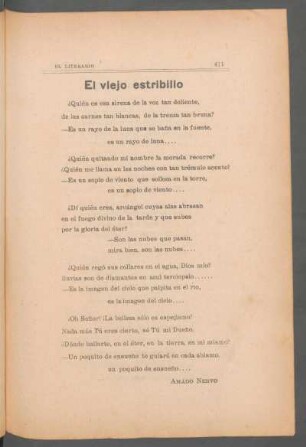 EL LITERARIO 471
El viejo estribillo
¿Quién es esa sirena de la voz tan doliente,
de las carnes tan blancas, de la trenza tan bruna?
—Es un rayo de la luna que se baña en la fuente,
es un rayo de luna....
¿Quién gritando mi nombre la morada recorre?
¿Quién me llama en las noches con tan trémulo acento?
—Es un soplo de viento que solloza en la torre,
es un soplo de viento....
¿Di quién eres, arcángel cuyas alas abrasan
en el fuego divino de la tarde y que subes
por la gloria del éter?
—Son las nubes que pasan,
mira bien, son las nubes....
¿Quién regó sus collares en el agua, Dios mío?
lluvias son de diamantes en azul terciopelo......
—Es la imagen del cielo que palpita en el río,
es la imagen del cielo....
¡Oh Señor! ¡La belleza sólo es espejismo!
Nada más Tú eres cierto, sé Tú mi Dueño.
¿Dónde hallarte, en el éter, en la tierra, en mí mismo?
—Un poquito de ensueño te guiará en cada abismo,
un poquito de ensueño....
AMADO NERVO